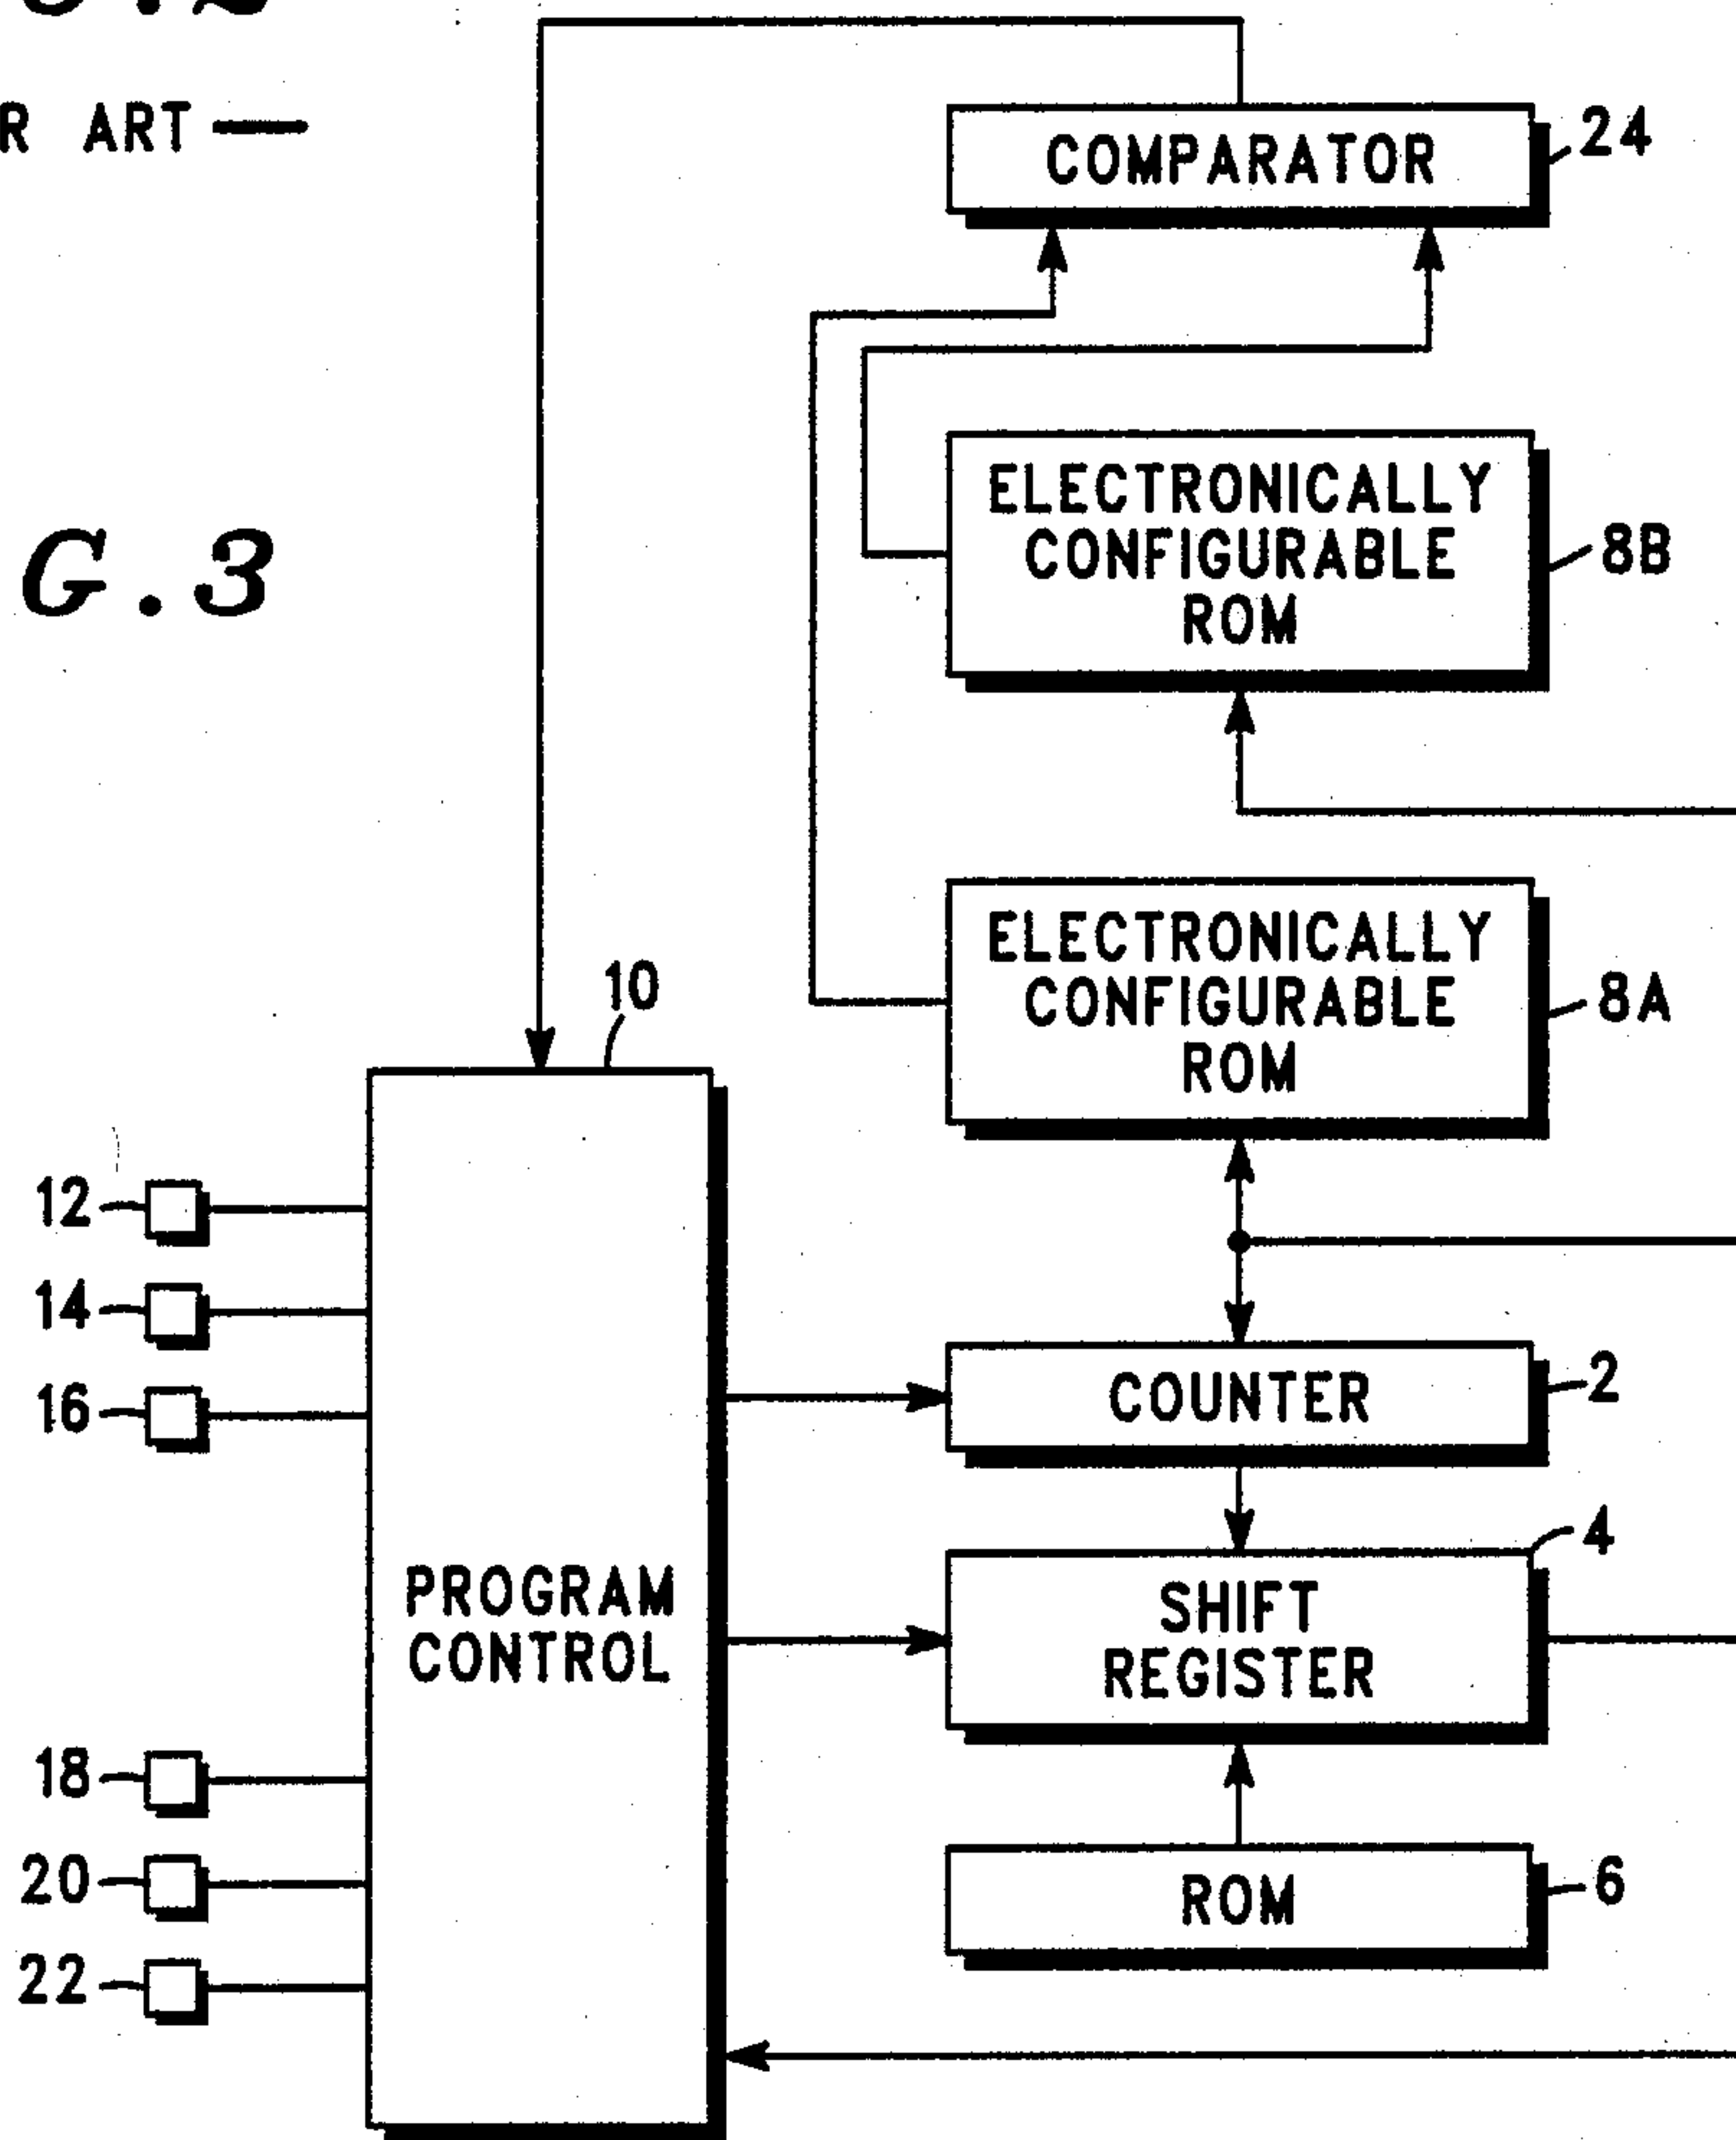 R ART —
COMPARATOR
24
ELECTRONICALLY
CONFIGURABLE
ROM
8B
G.3
ELECTRONICALLY
CONFIGURABLE
ROM
8A
10
12
14
16
COUNTER
2
4
SHIFT
REGISTER
PROGRAM
CONTROL
18
20
22
ROM
6